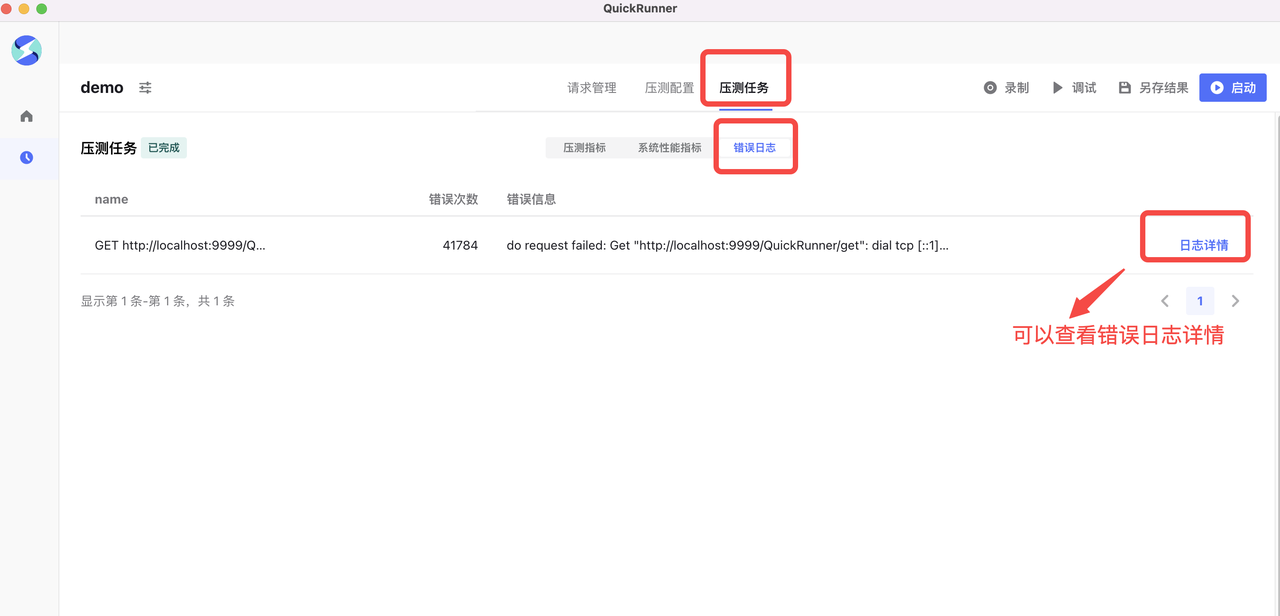 QuickRunner
demo 请求管理 压测配置 压测任务 录制 调试 另存结果 启动
压测任务 已完成 压测指标 系统性能指标 错误日志
name 错误次数 错误信息
GET http://localhost:9999/Q... 41784 do request failed: Get "http://localhost:9999/QuickRunner/get": dial tcp [::1]... 日志详情
显示第 1 条-第 1 条，共 1 条 1
可以查看错误日志详情